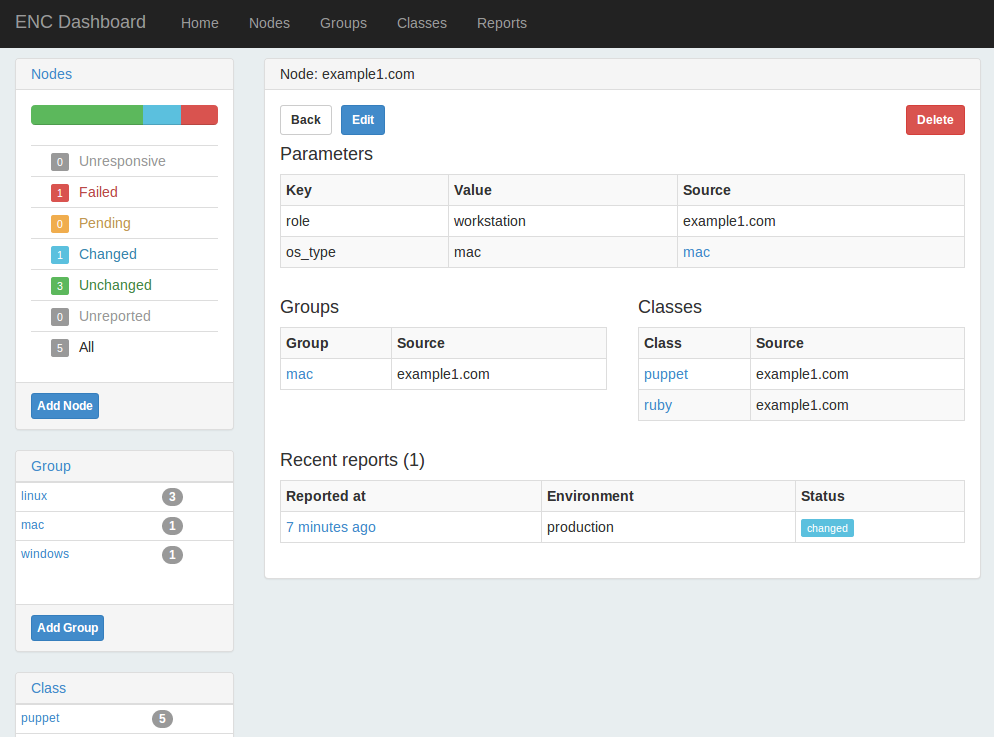 ENC Dashboard Home Nodes Groups Classes Reports
Nodes
0 Unresponsive
1 Failed
0 Pending
1 Changed
3 Unchanged
0 Unreported
5 All
Add Node
Group
linux 3
mac 1
windows 1
Add Group
Class
puppet 5
Node: example1.com
Back Edit Delete
Parameters
Key Value Source
role workstation example1.com
os_type mac mac
Groups
Group Source
mac example1.com
Classes
Class Source
puppet example1.com
ruby example1.com
Recent reports (1)
Reported at Environment Status
7 minutes ago production changed